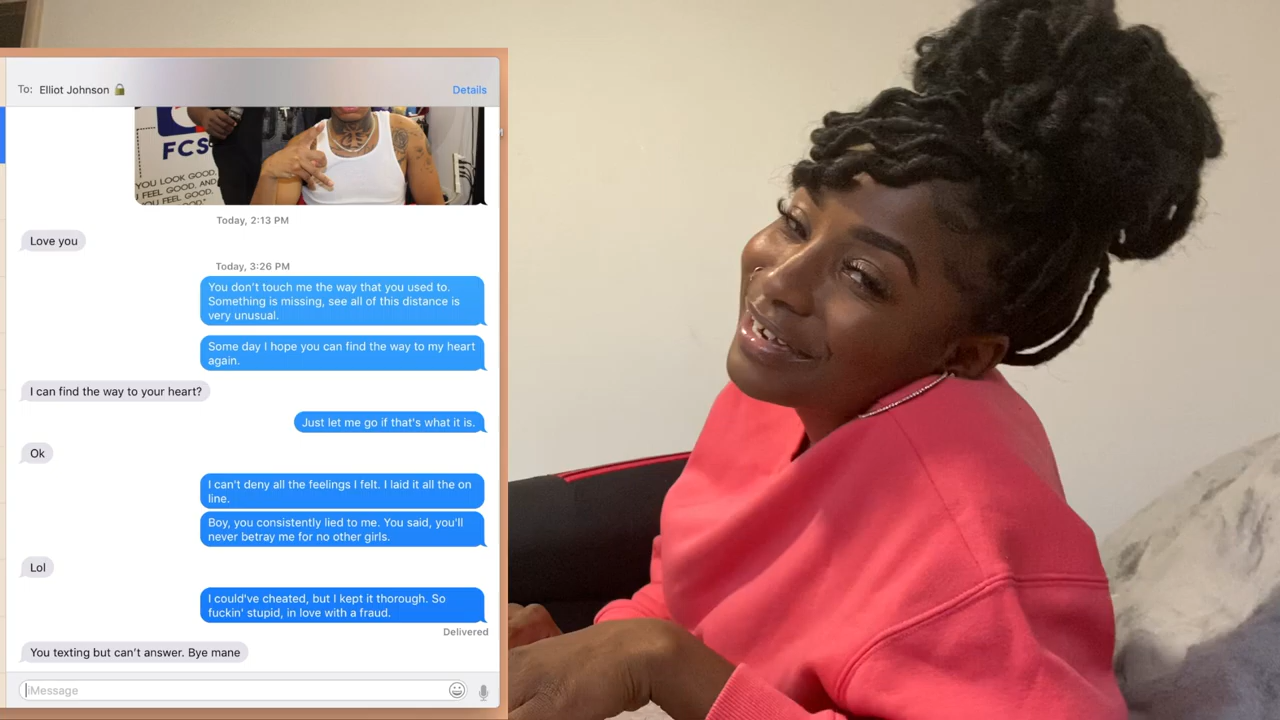 To: Elliot Johnson
Details
FCS
YOU LOOK GOOD.
FEEL GOOD. AND
YOU FEEL GOOD.
Today, 2:13 PM
Love you
Today, 3:26 PM
You don't touch me the way that you used to.
Something is missing, see all of this distance is
very unusual.
Some day I hope you can find the way to my heart
again.
I can find the way to your heart?
Just let me go if that's what it is.
Ok
I can't deny all the feelings I felt. I laid it all the on
line.
Boy, you consistently lied to me. You said, you'll
never betray me for no other girls.
Lol
I could've cheated, but I kept it thorough. So
fuckin' stupid, in love with a fraud.
Delivered
You texting but can't answer. Bye mane
iMessage